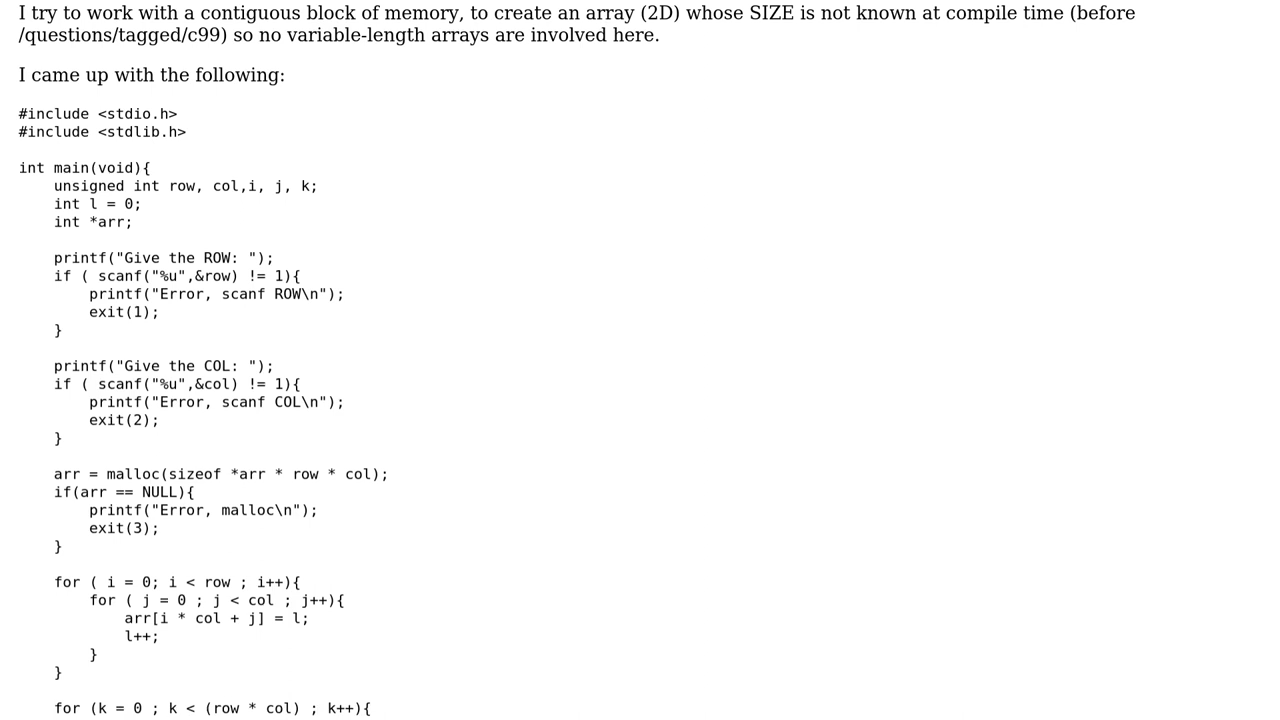 I try to work with a contiguous block of memory, to create an array (2D) whose SIZE is not known at compile time (before
/questions/tagged/c99) so no variable-length arrays are involved here.
I came up with the following:
#include <stdio.h>
#include <stdlib.h>
int main(void){
    unsigned int row, col,i, j, k;
    int l = 0;
    int *arr;
    printf("Give the ROW: ");
    if ( scanf("%u",&row) != 1){
        printf("Error, scanf ROW\n");
        exit(1);
    }
    printf("Give the COL: ");
    if ( scanf("%u",&col) != 1){
        printf("Error, scanf COL\n");
        exit(2);
    }
    arr = malloc(sizeof *arr * row * col);
    if(arr == NULL){
        printf("Error, malloc\n");
        exit(3);
    }
    for ( i = 0; i < row ; i++){
        for ( j = 0 ; j < col ; j++){
            arr[i * col + j] = l;
            l++;
        }
    }
    for (k = 0 ; k < (row * col) ; k++){